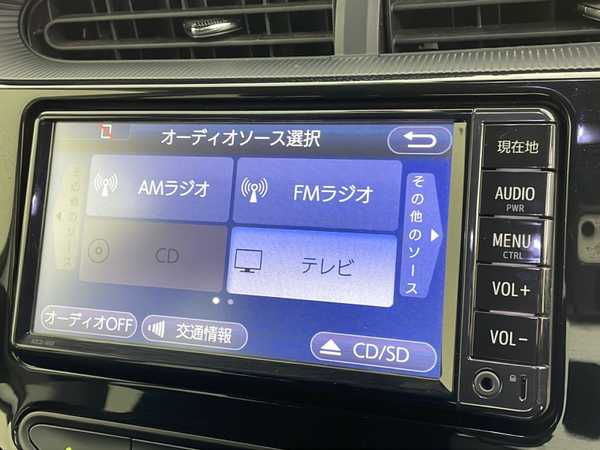 オーディオソース選択
現在地
その他のソース
AMラジオ
FMラジオ
その他のソース
AUDIO
PWR
CD
テレビ
MENU
CTRL
VOL+
オーディオOFF
交通情報
CD/SD
VOL-